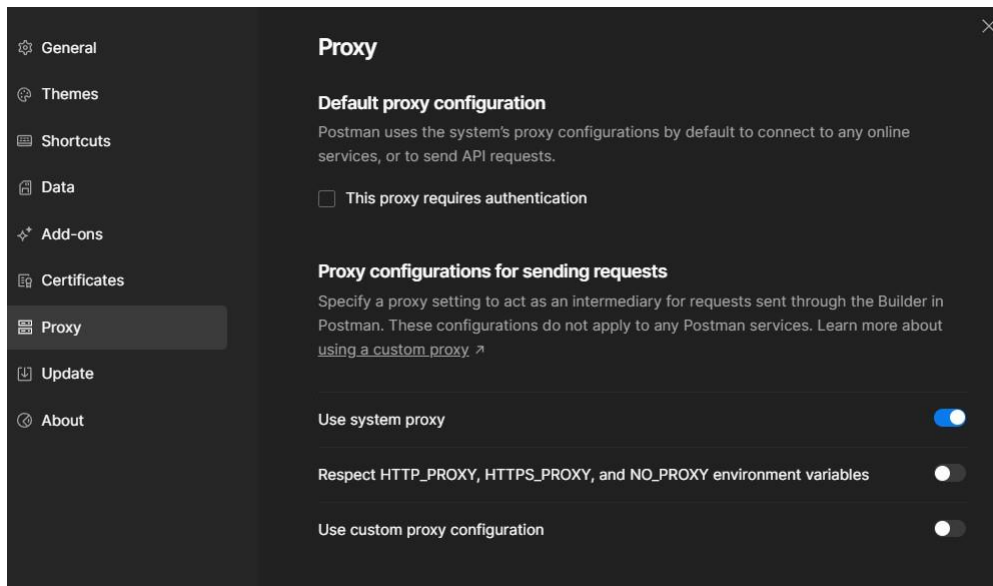 General
Themes
Shortcuts
Data
Add-ons
Certificates
Proxy
Update
About
Proxy
Default proxy configuration
Postman uses the system's proxy configurations by default to connect to any online
services, or to send API requests.
This proxy requires authentication
Proxy configurations for sending requests
Specify a proxy setting to act as an intermediary for requests sent through the Builder in
Postman. These configurations do not apply to any Postman services. Learn more about
using a custom proxy ↗
Use system proxy
Respect HTTP_PROXY, HTTPS_PROXY, and NO_PROXY environment variables
Use custom proxy configuration